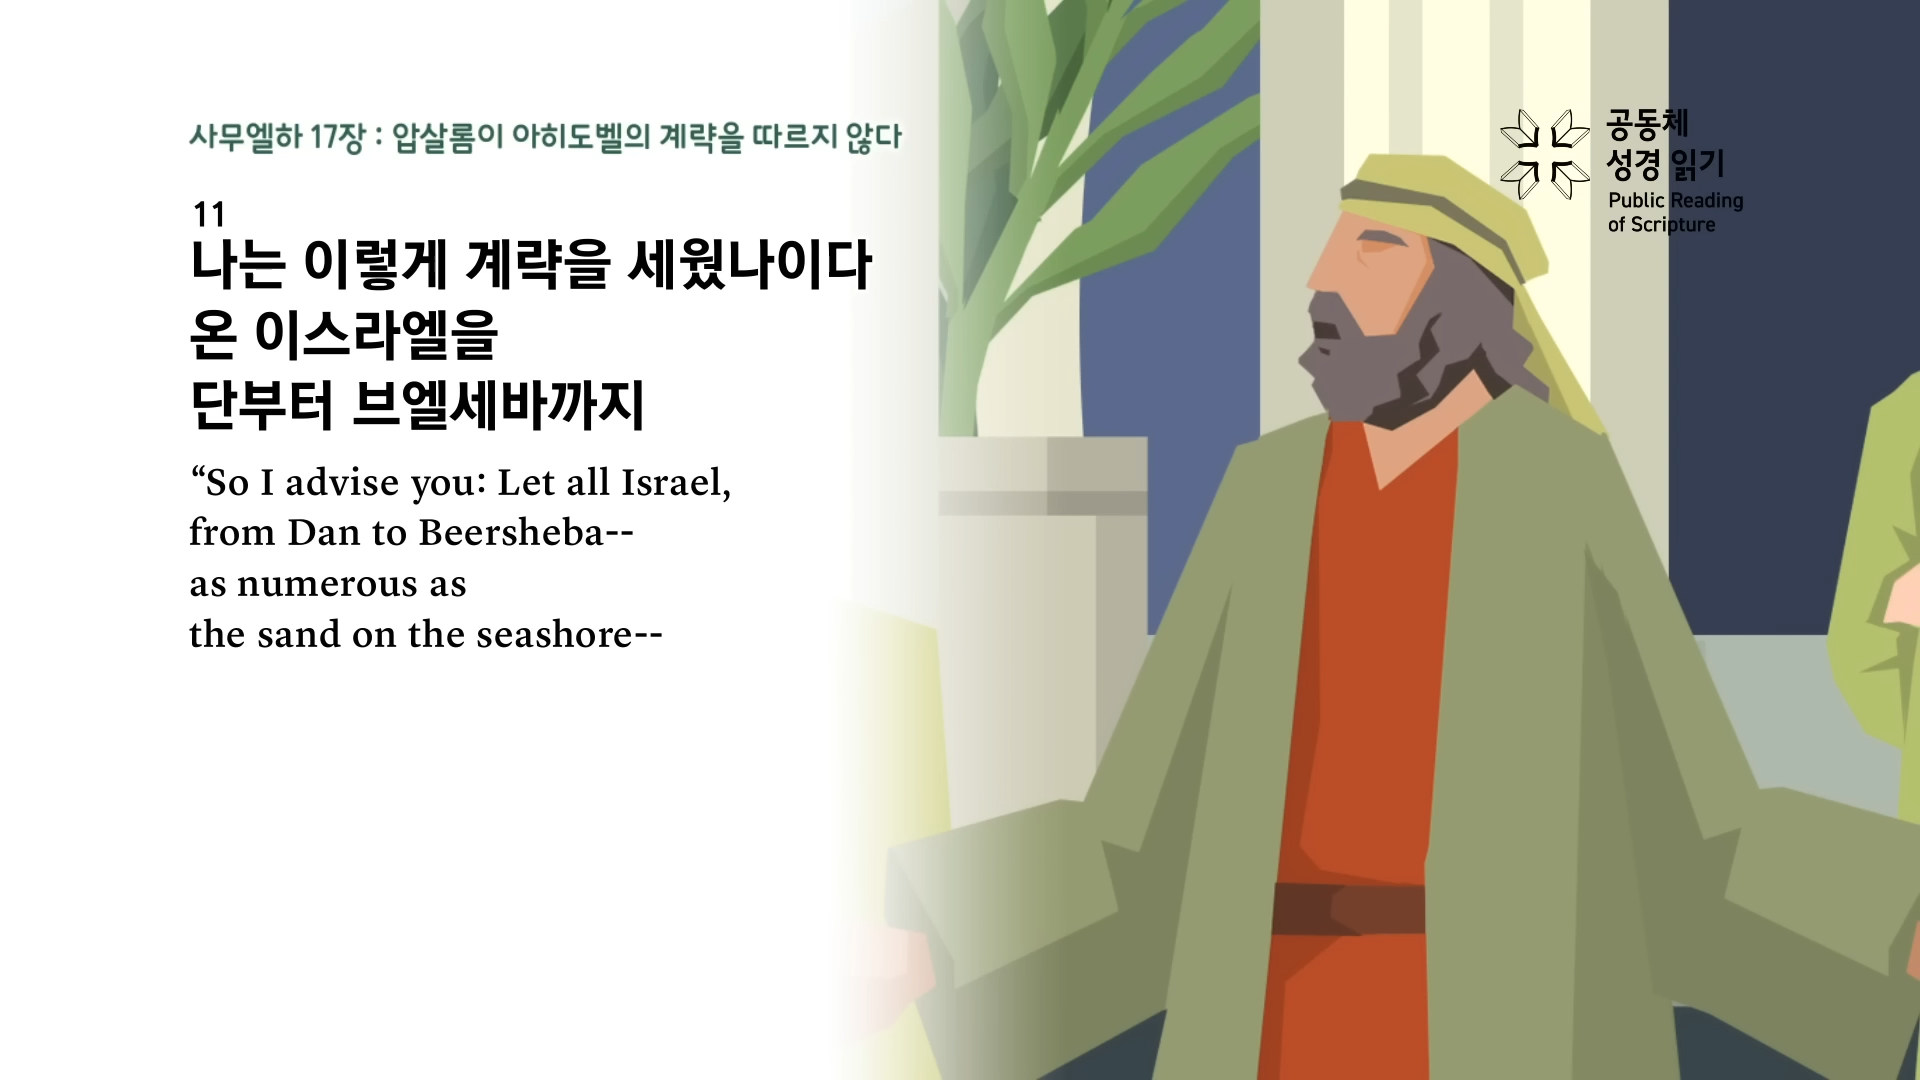 사무엘하 17장 : 압살롬이 아히도벨의 계략을 따르지 않다
11
나는 이렇게 계략을 세웠나이다
온 이스라엘을
단부터 브엘세바까지
“So I advise you: Let all Israel,
from Dan to Beersheba--
as numerous as
the sand on the seashore--
공동체
성경 읽기
Public Reading
of Scripture